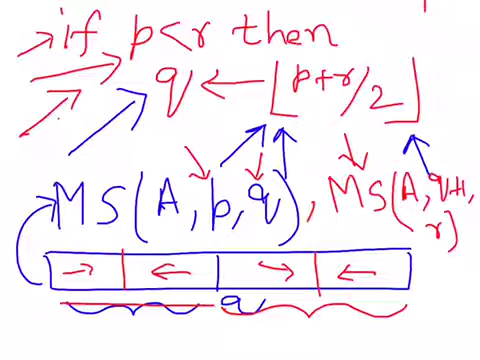 if p<r then
q ← ⌊p+r/2⌋
MS(A, p, q), MS(A, q+1, r)
q